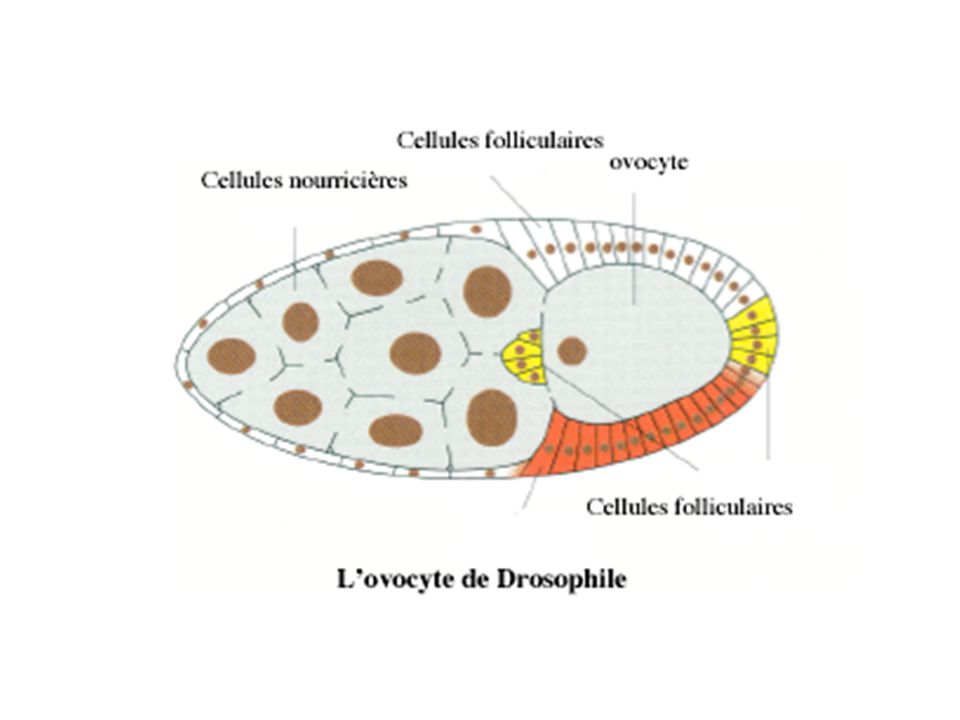 Cellules folliculaires
ovocyte
Cellules nourricières
Cellules folliculaires
L'ovocyte de Drosophile